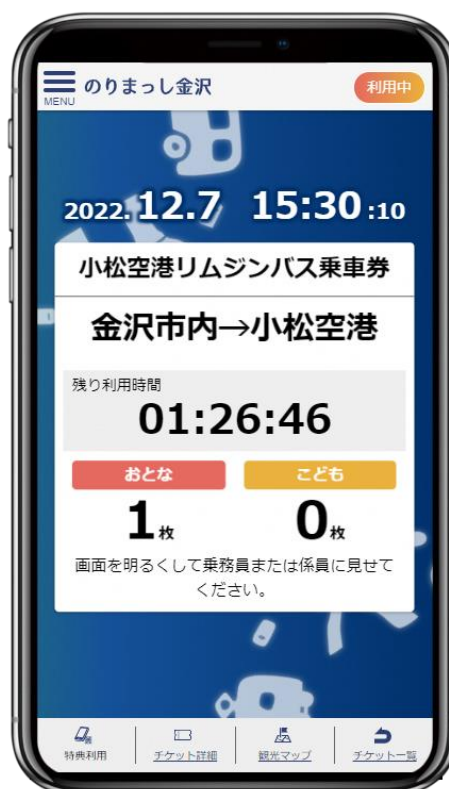 のりまっし金沢
利用中
MENU
2022.12.7 15:30:10
小松空港リムジンバス乗車券
金沢市内→小松空港
残り利用時間
01:26:46
おとな
こども
1枚
0枚
画面を明るくして乗務員または係員に見せて
ください。
特典利用
チケット詳細
観光マップ
チケット一覧